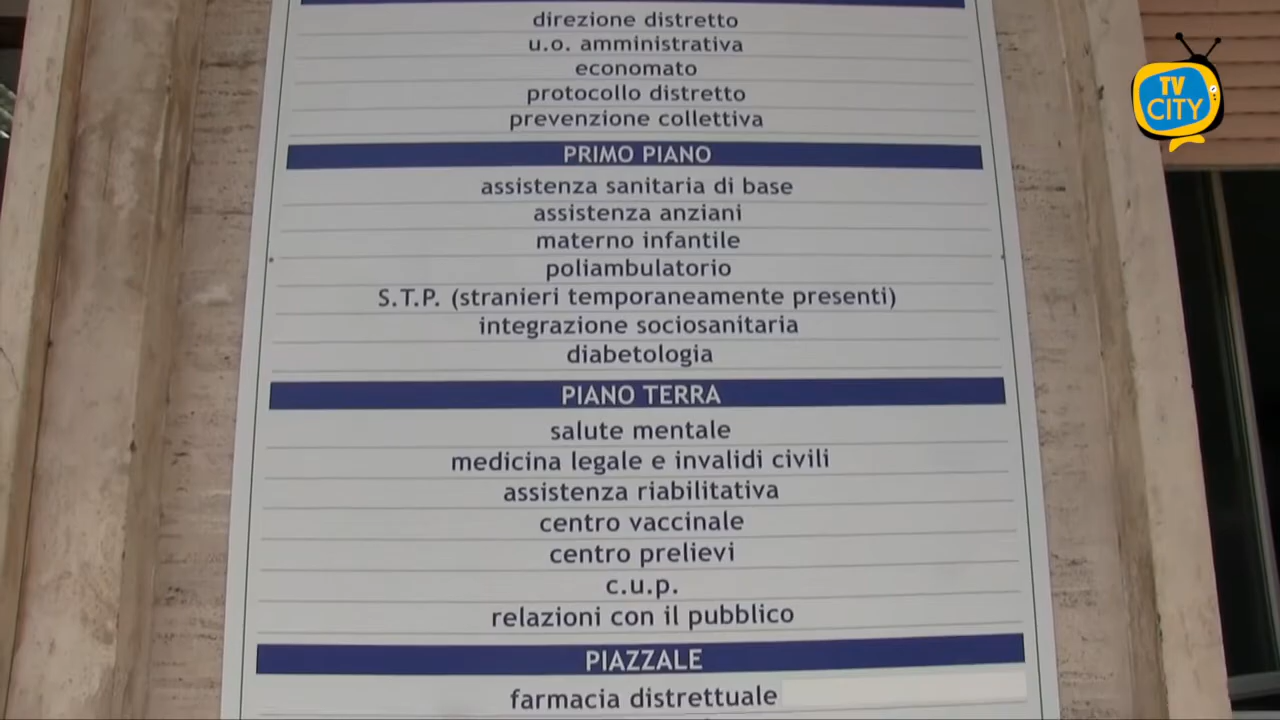 direzione distretto
u.o. amministrativa
economato
protocollo distretto
prevenzione collettiva
PRIMO PIANO
assistenza sanitaria di base
assistenza anziani
materno infantile
poliambulatorio
S.T.P. (stranieri temporaneamente presenti)
integrazione sociosanitaria
diabetologia
PIANO TERRA
salute mentale
medicina legale e invalidi civili
assistenza riabilitativa
centro vaccinale
centro prelievi
c.u.p.
relazioni con il pubblico
PIAZZALE
farmacia distrettuale
TV
CITY